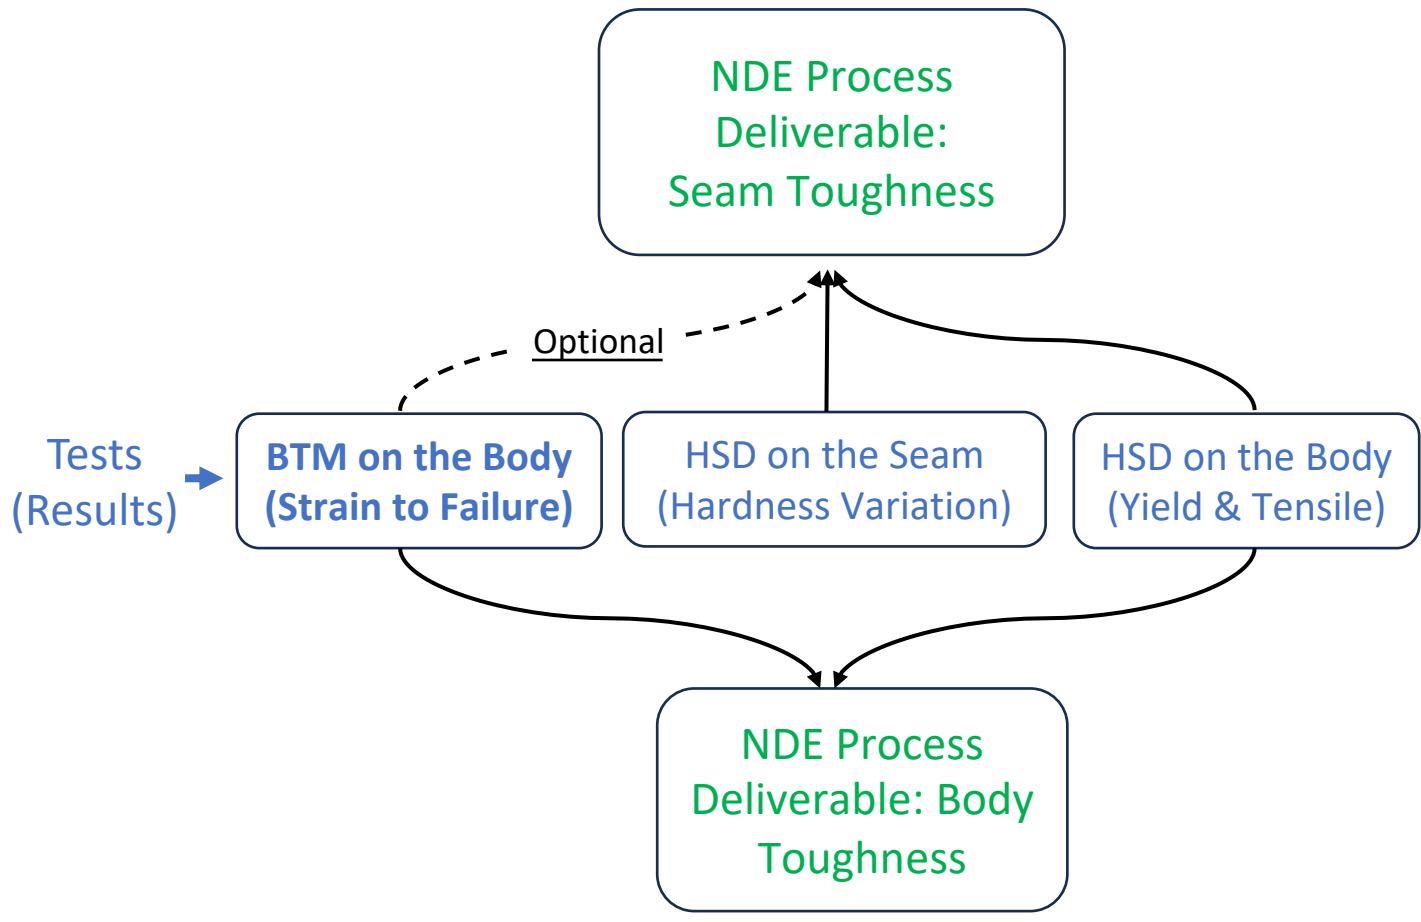 NDE Process
Deliverable:
Seam Toughness
Optional
Tests
(Results)
BTM on the Body
(Strain to Failure)
HSD on the Seam
(Hardness Variation)
HSD on the Body
(Yield & Tensile)
NDE Process
Deliverable: Body
Toughness